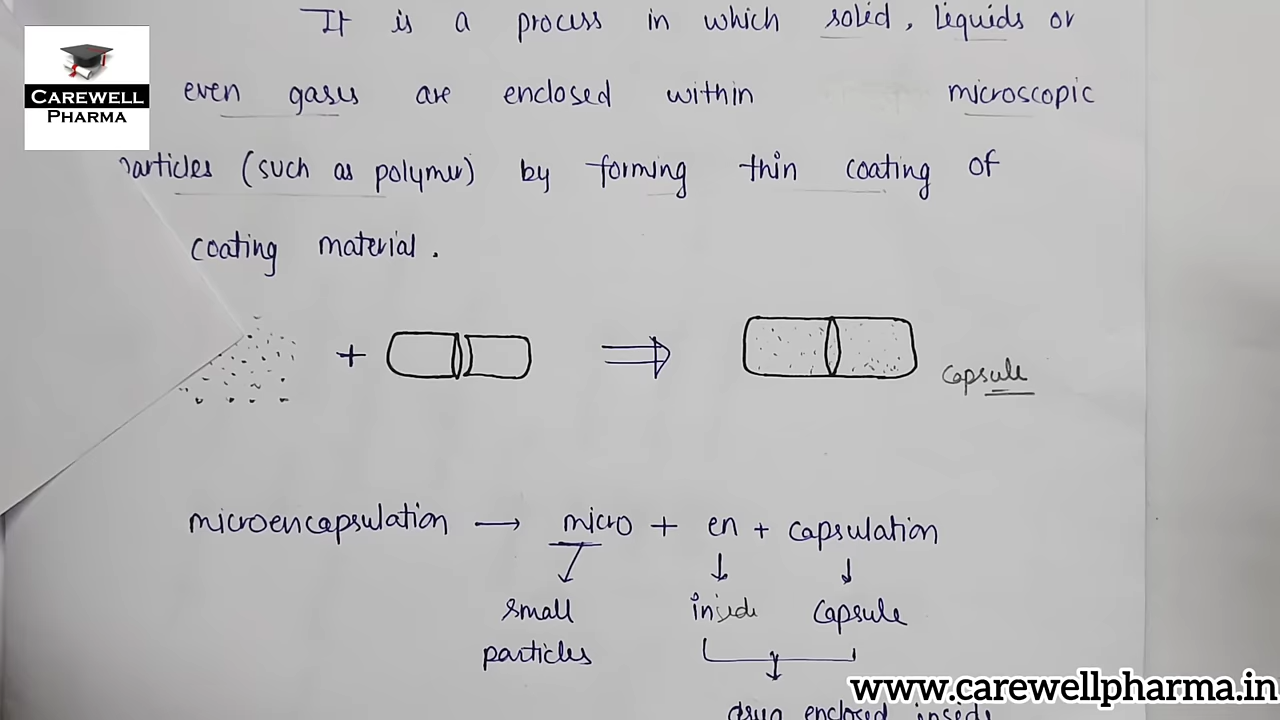 It is a process in which solid, liquids or
CAREWELL
PHARMA
even gases are enclosed within microscopic
particles (such as polymer) by forming thin coating of
coating material.
+
capsule
microencapsulation → micro + en + capsulation
small inside capsule
particles
www.carewellpharma.in
drug enclosed inside